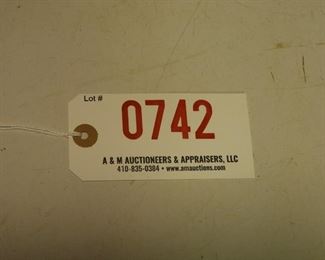 Lot #
0742
A & M AUCTIONEERS & APPRAISERS, LLC
410-835-0384 • www.amauctions.com